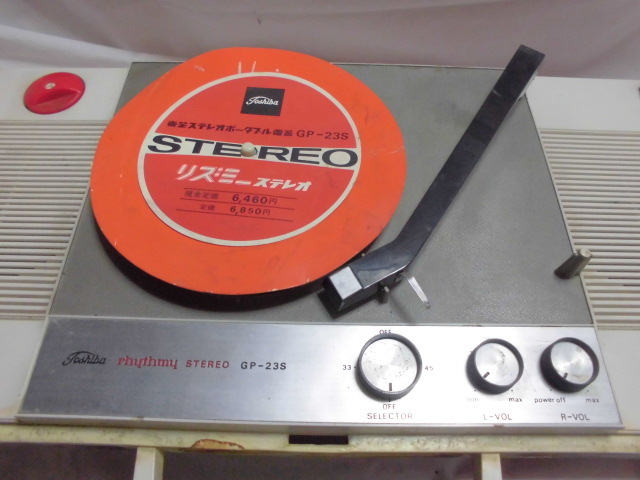 Toshiba
東芝ステレオポータブル電蓄 GP-23S
STEREO
リズミーステレオ
現金正価 6,460円
定価 6,850円
Toshiba rhythmy STEREO GP-23S
OFF
33 45
OFF
SELECTOR
min max
L-VOL
power off max
R-VOL